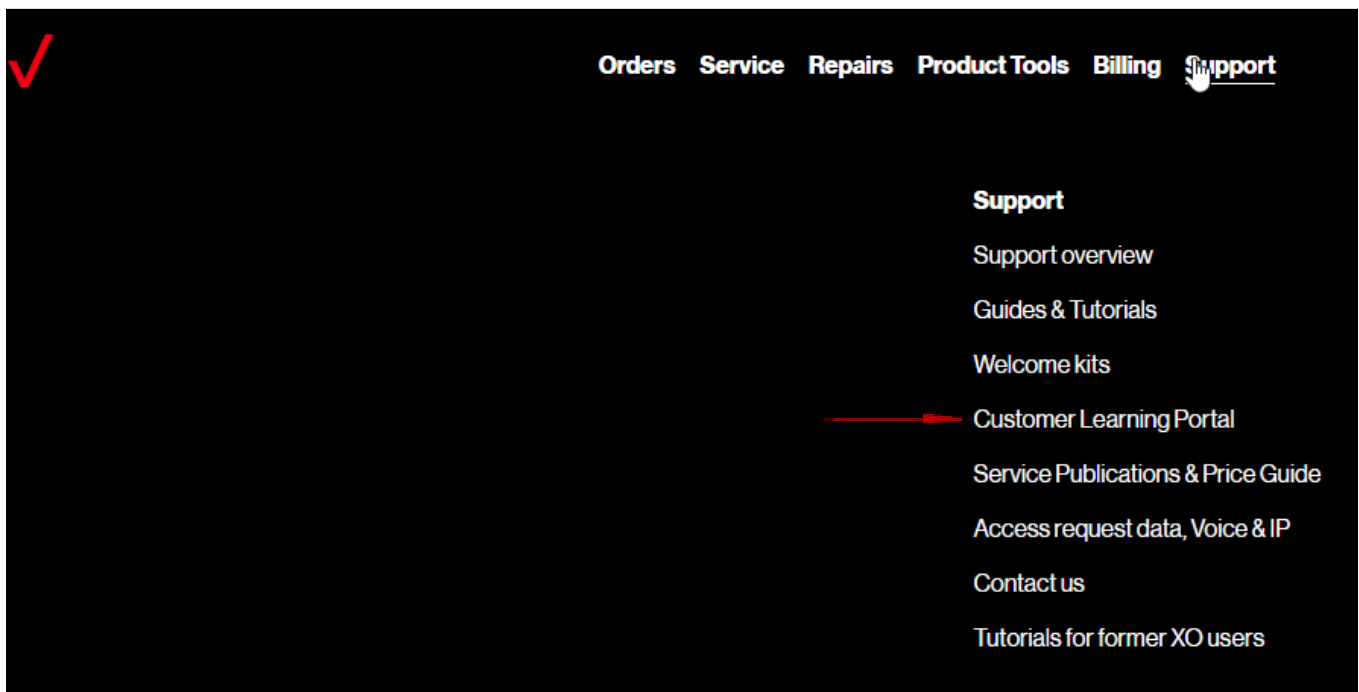 Orders Service Repairs Product Tools Billing Support
Support
Support overview
Guides & Tutorials
Welcome kits
Customer Learning Portal
Service Publications & Price Guide
Access request data, Voice & IP
Contact us
Tutorials for former XO users